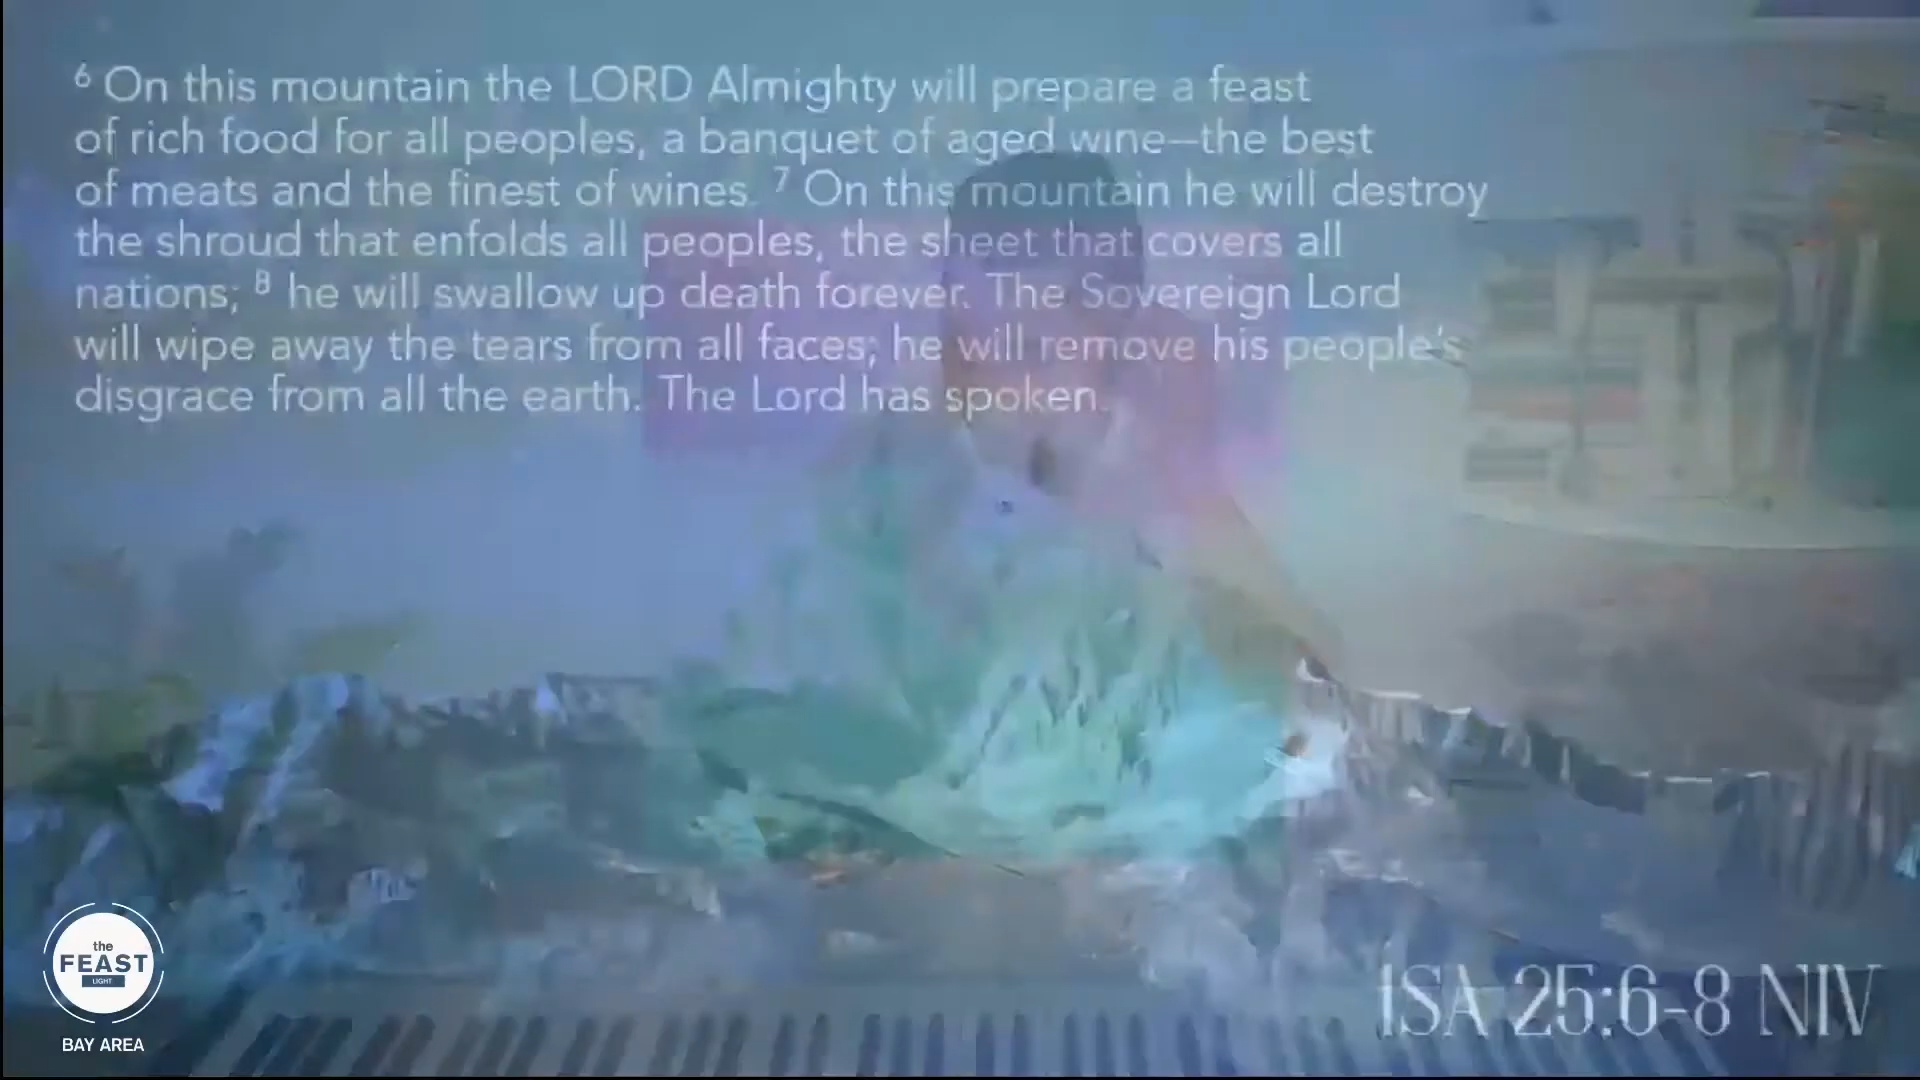 6 On this mountain the LORD Almighty will prepare a feast
of rich food for all peoples, a banquet of aged wine—the best
of meats and the finest of wines. 7 On this mountain he will destroy
the shroud that enfolds all peoples, the sheet that covers all
nations; 8 he will swallow up death forever. The Sovereign Lord
will wipe away the tears from all faces; he will remove his people's
disgrace from all the earth. The Lord has spoken.
the
FEAST
LIGHT
BAY AREA
ISA 25:6-8 NIV